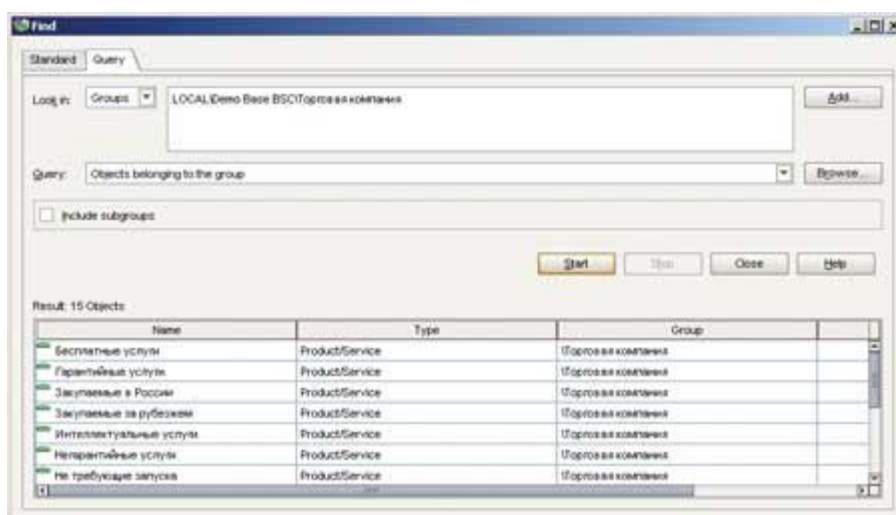 Find
Standard Query
Look in: Groups LOCAL\Demo Base BSC\Торговая компания Add...
Query: Objects belonging to the group Browse...
Include subgroups
Start Stop Close Help
Result: 15 Objects
Name Type Group
Бесплатные услуги Product/Service \Торговая компания
Гарантийные услуги Product/Service \Торговая компания
Закупаемые в России Product/Service \Торговая компания
Закупаемые за рубежем Product/Service \Торговая компания
Интеллектуальные услуги Product/Service \Торговая компания
Негарантийные услуги Product/Service \Торговая компания
Не требующие запуска Product/Service \Торговая компания